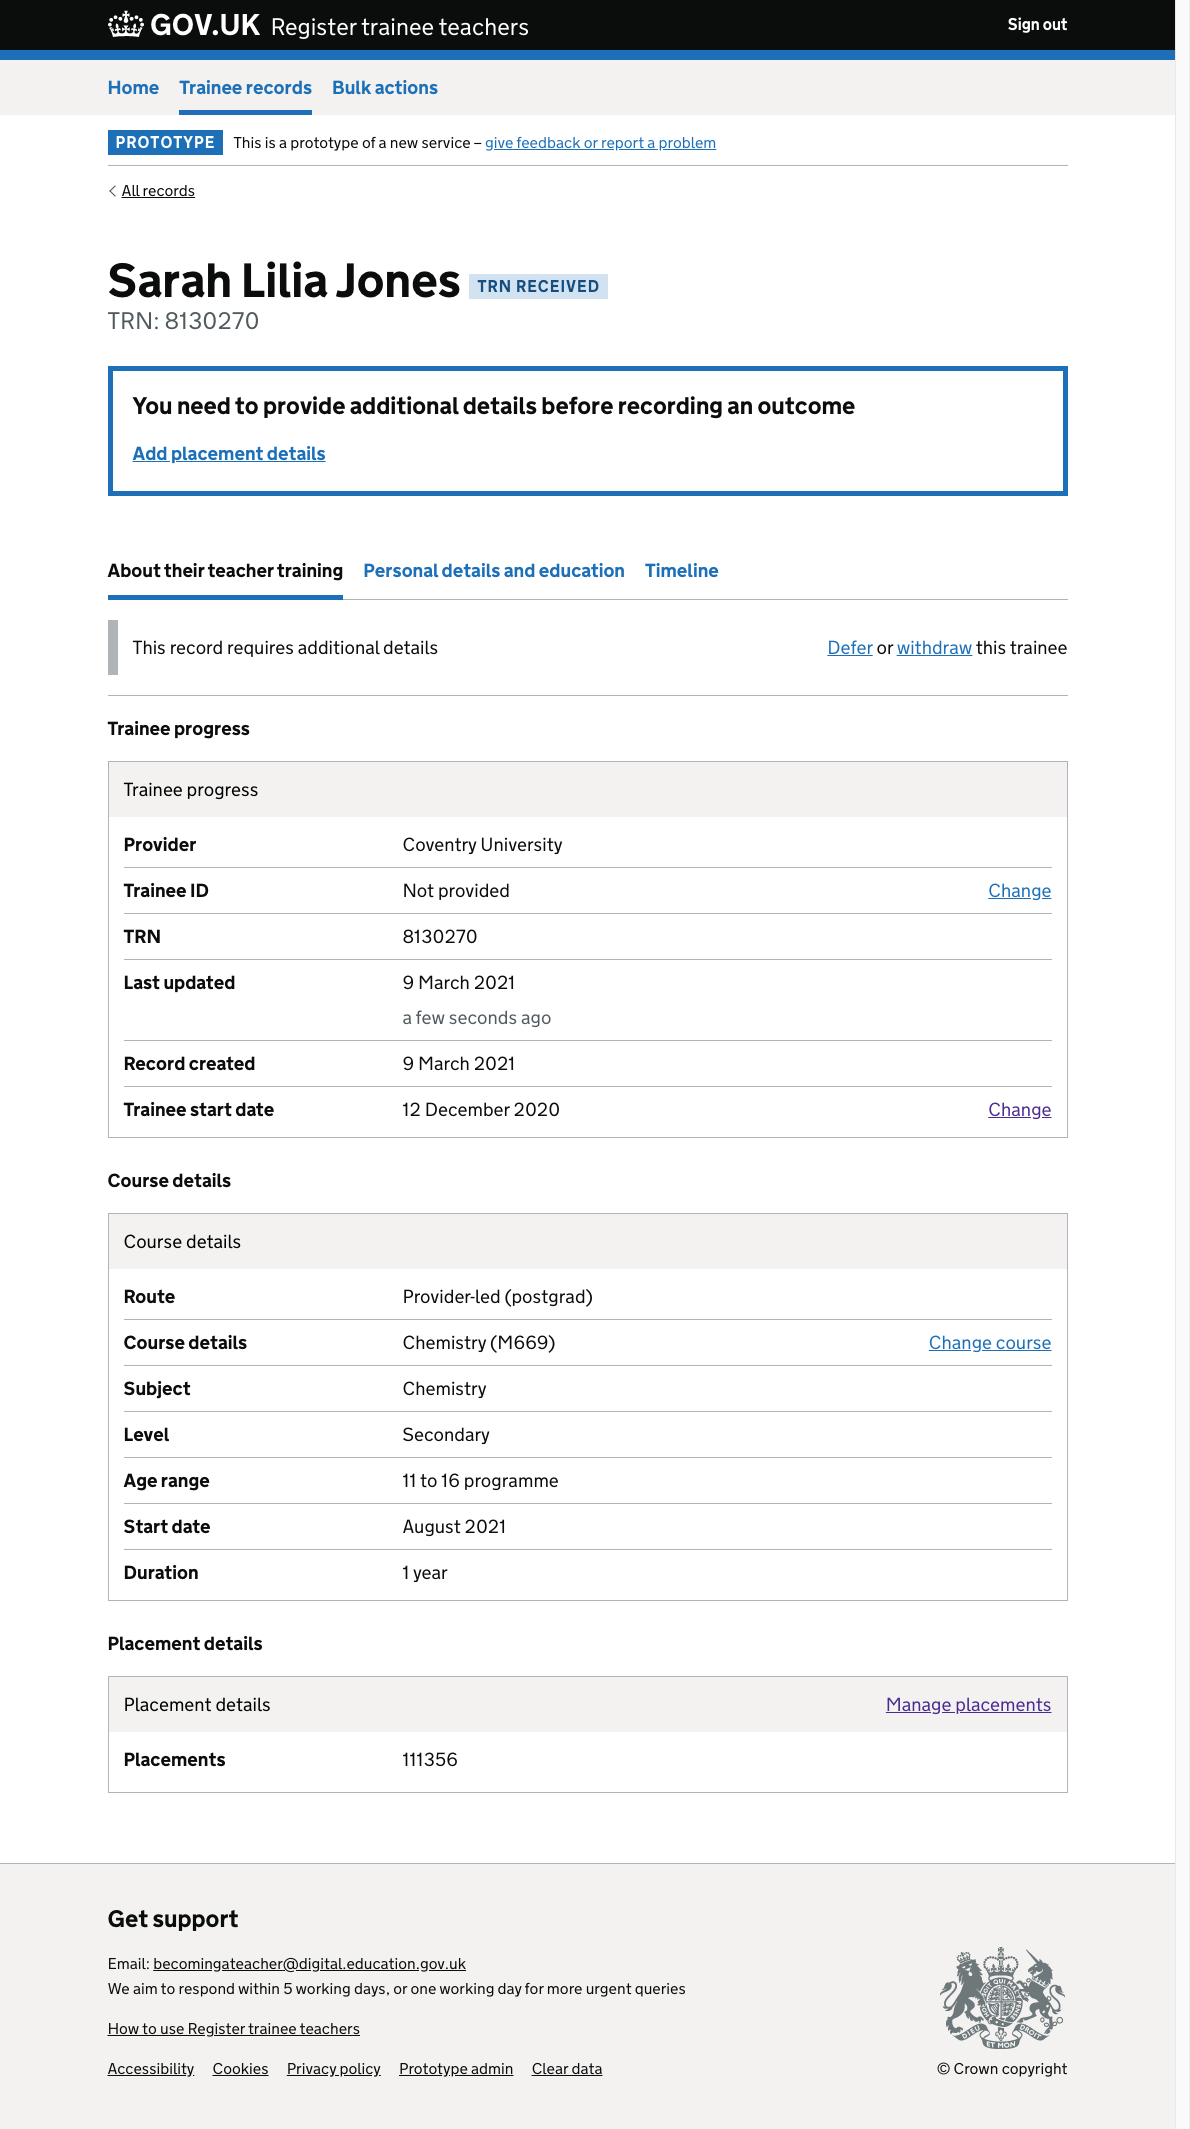 GOV.UK Register trainee teachers Sign out
Home Trainee records Bulk actions
PROTOTYPE This is a prototype of a new service – give feedback or report a problem
All records
Sarah Lilia Jones TRN RECEIVED
TRN: 8130270
You need to provide additional details before recording an outcome
Add placement details
About their teacher training Personal details and education Timeline
This record requires additional details Defer or withdraw this trainee
Trainee progress
Trainee progress
Provider Coventry University
Trainee ID Not provided Change
TRN 8130270
Last updated 9 March 2021
a few seconds ago
Record created 9 March 2021
Trainee start date 12 December 2020 Change
Course details
Course details
Route Provider-led (postgrad)
Course details Chemistry (M669) Change course
Subject Chemistry
Level Secondary
Age range 11 to 16 programme
Start date August 2021
Duration 1 year
Placement details
Placement details Manage placements
Placements 111356
Get support
Email: becomingateacher@digital.education.gov.uk
We aim to respond within 5 working days, or one working day for more urgent queries
How to use Register trainee teachers
DIEU ET MON DROIT
Accessibility Cookies Privacy policy Prototype admin Clear data © Crown copyright